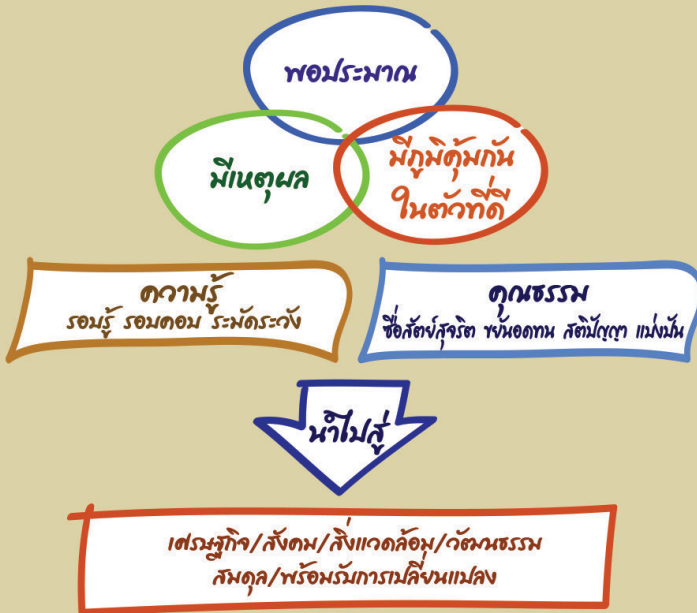 พอประมาณ
มีเหตุผล
มีภูมิคุ้มกัน
ในตัวที่ดี
ความรู้
รอบรู้ รอบคอบ ระมัดระวัง
คุณธรรม
ซื่อสัตย์สุจริต ขยันอดทน สติปัญญา แบ่งปัน
นำไปสู่
เศรษฐกิจ/สังคม/สิ่งแวดล้อม/วัฒนธรรม
สมดุล/พร้อมรับการเปลี่ยนแปลง